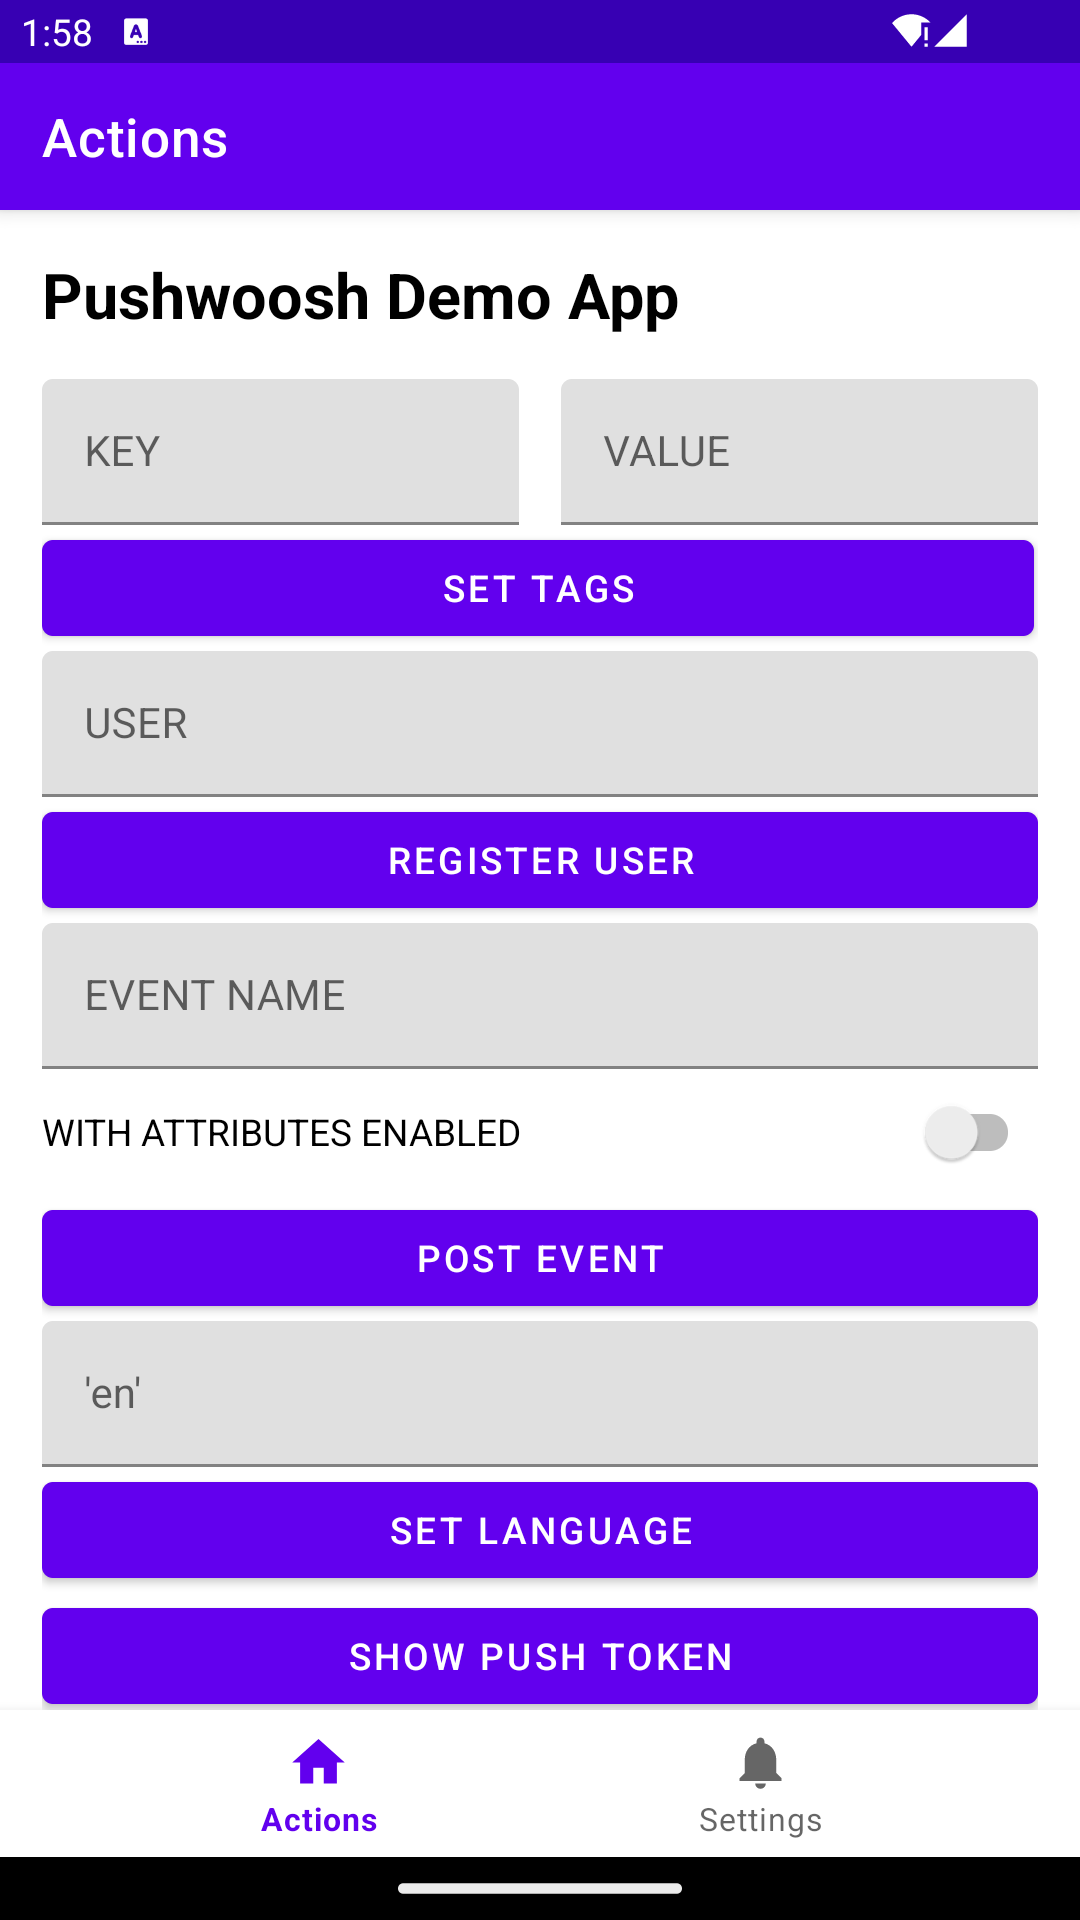 1:58
Actions
Pushwoosh Demo App
KEY
VALUE
SET TAGS
USER
REGISTER USER
EVENT NAME
WITH ATTRIBUTES ENABLED
POST EVENT
'en'
SET LANGUAGE
SHOW PUSH TOKEN
Actions
Settings